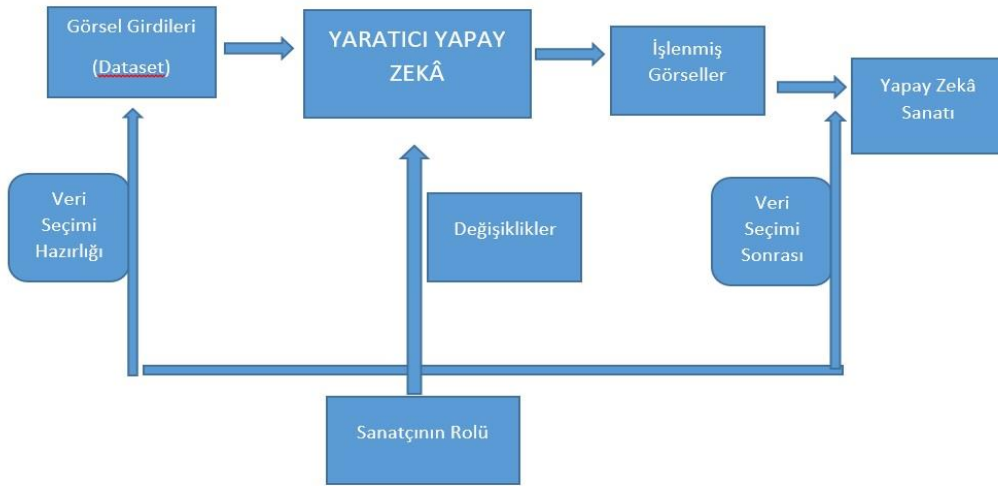 Görsel Girdileri
(Dataset)
YARATICI YAPAY
ZEKÂ
İşlenmiş
Görseller
Yapay Zekâ
Sanatı
Veri
Seçimi
Hazırlığı
Değişiklikler
Veri
Seçimi
Sonrası
Sanatçının Rolü